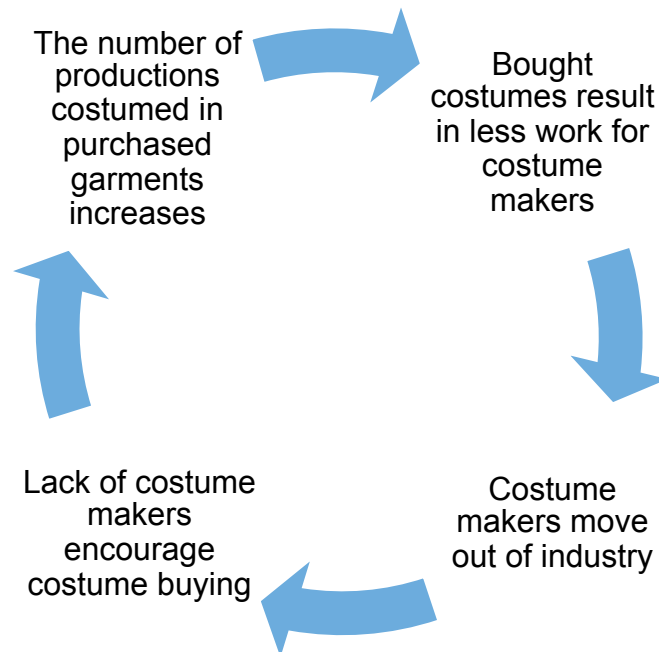 The number of
productions
costumed in
purchased
garments
increases
Bought
costumes result
in less work for
costume
makers
Costume
makers move
out of industry
Lack of costume
makers
encourage
costume buying